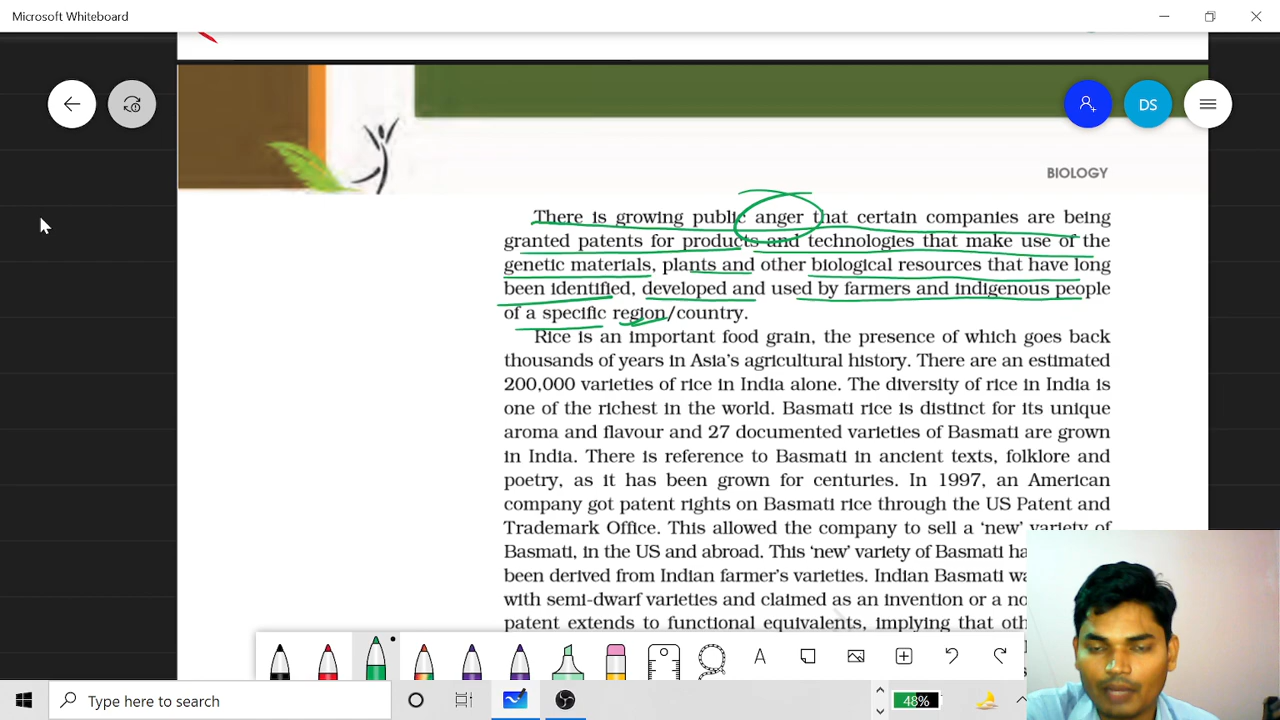 Microsoft Whiteboard
DS
BIOLOGY
There is growing public anger that certain companies are being
granted patents for products and technologies that make use of the
genetic materials, plants and other biological resources that have long
been identified, developed and used by farmers and indigenous people
of a specific region/country.
Rice is an important food grain, the presence of which goes back
thousands of years in Asia's agricultural history. There are an estimated
200,000 varieties of rice in India alone. The diversity of rice in India is
one of the richest in the world. Basmati rice is distinct for its unique
aroma and flavour and 27 documented varieties of Basmati are grown
in India. There is reference to Basmati in ancient texts, folklore and
poetry, as it has been grown for centuries. In 1997, an American
company got patent rights on Basmati rice through the US Patent and
Trademark Office. This allowed the company to sell a ‘new’ variety of
Basmati, in the US and abroad. This ‘new’ variety of Basmati
been derived from Indian farmer's varieties. Indian Basmati
with semi-dwarf varieties and claimed as an invention or a
patent extends to functional equivalents, implying that
A
Type here to search
48%